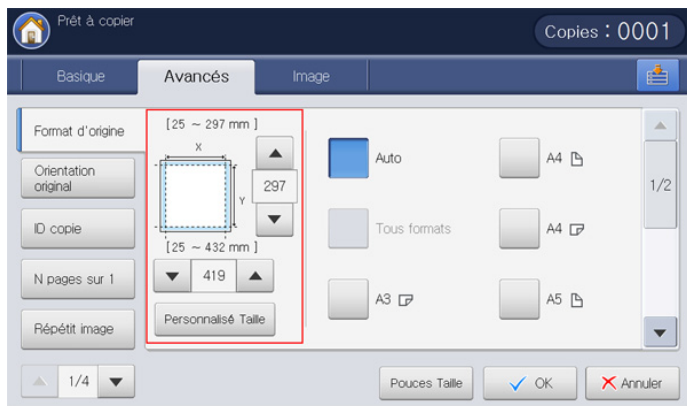 Prêt à copier
Copies : 0001
Basique
Avancés
Image
Format d'origine
Orientation
original
ID copie
N pages sur 1
Répétit image
1/4
[ 25 ~ 297 mm ]
X
Y
297
[ 25 ~ 432 mm ]
419
Personnalisé Taille
Auto
A4
Tous formats
A4
A3
A5
1/2
Pouces Taille
OK
Annuler